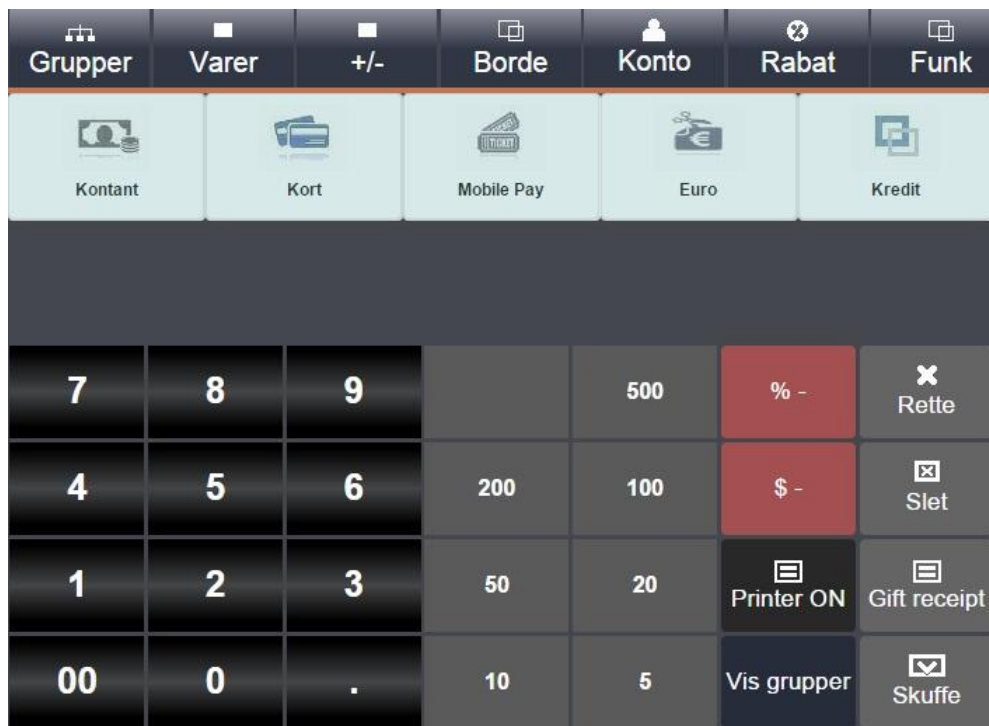 Grupper Varer +/- Borde Konto Rabat Funk
Kontant Kort Mobile Pay Euro Kredit
7 8 9 500 % - Rette
4 5 6 200 100 $ - Slet
1 2 3 50 20 Printer ON Gift receipt
00 0 . 10 5 Vis grupper Skuffe